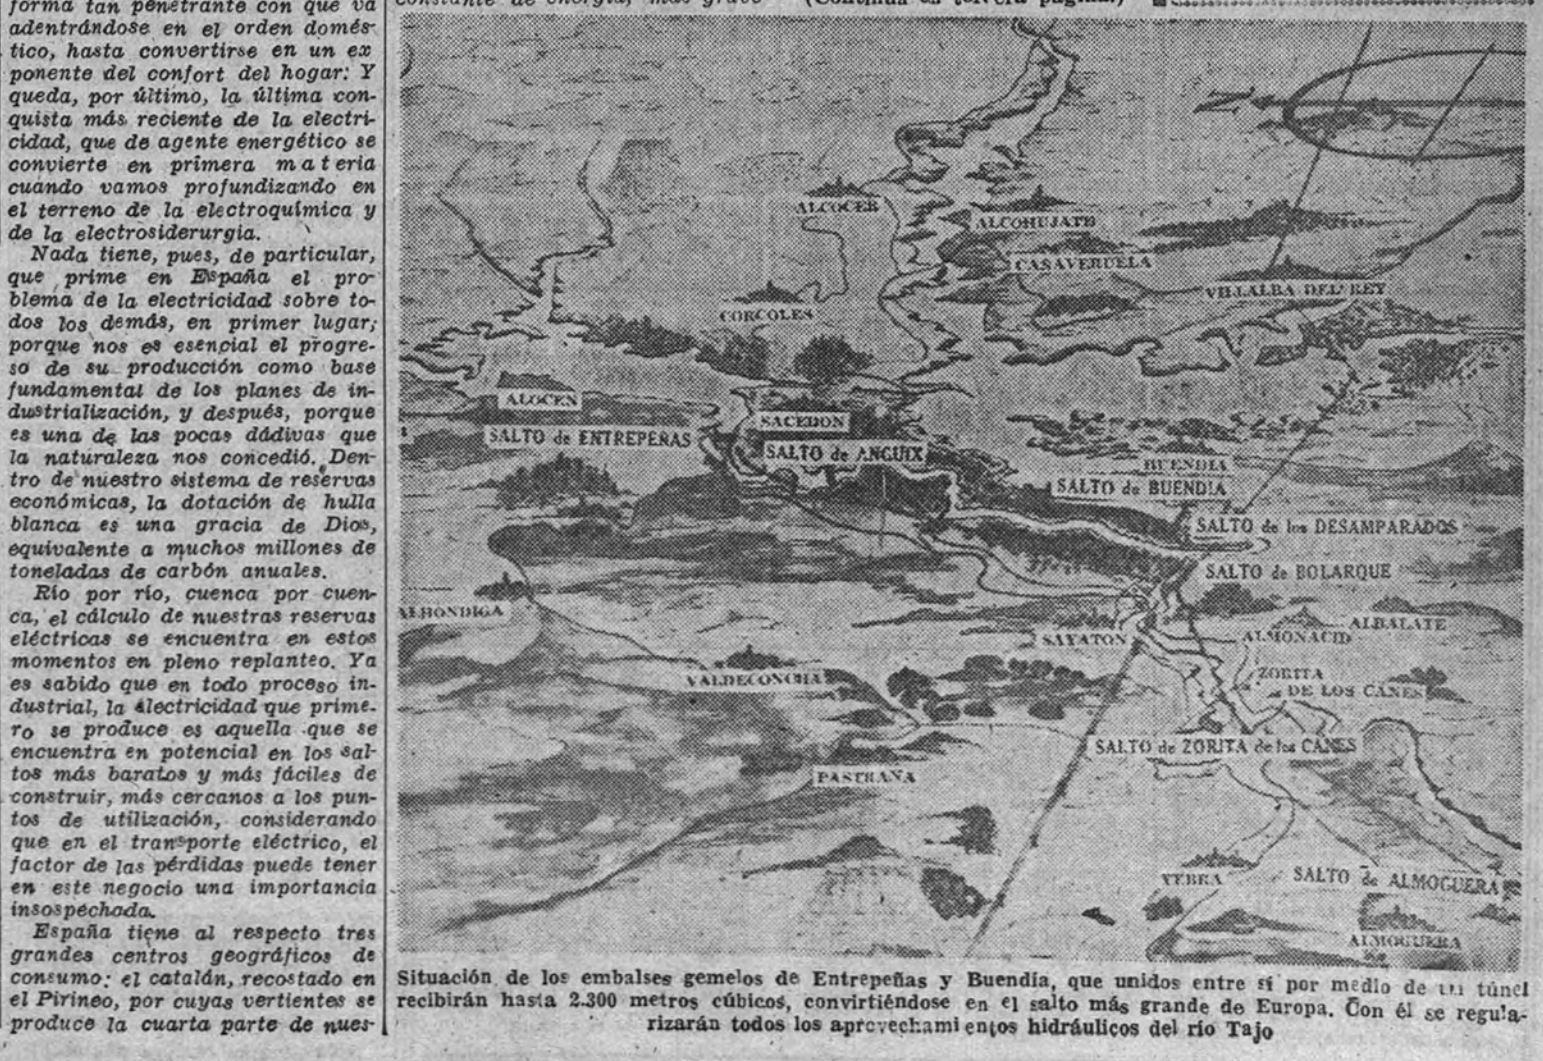 forma tan penetrante con que va
adentrándose en el orden domés-
tico, hasta convertirse en un ex
ponente del confort del hogar: Y
queda, por último, la última con-
quista más reciente de la electri-
cidad, que de agente energético se
convierte en primera materia
cuando vamos profundizando en
el terreno de la electroquímica y
de la electrosiderurgia.
Nada tiene, pues, de particular,
que prime en España el pro-
blema de la electricidad sobre to-
dos los demás, en primer lugar;
porque nos es esencial el progre-
so de su producción como base
fundamental de los planes de in-
dustrialización, y después, porque
es una de las pocas dádivas que
la naturaleza nos concedió. Den-
tro de nuestro sistema de reservas
económicas, la dotación de hulla
blanca es una gracia de Dios,
equivalente a muchos millones de
toneladas de carbón anuales.
Río por río, cuenca por cuen-
ca, el cálculo de nuestras reservas
eléctricas se encuentra en estos
momentos en pleno replanteo. Ya
es sabido que en todo proceso in-
dustrial, la electricidad que prime-
ro se produce es aquella que se
encuentra en potencial en los sal-
tos más baratos y más fáciles de
construir, más cercanos a los pun-
tos de utilización, considerando
que en el transporte eléctrico, el
factor de las pérdidas puede tener
en este negocio una importancia
insospechada.
España tiene al respecto tres
grandes centros geográficos de
consumo: el catalán, recostado en
el Pirineo, por cuyas vertientes se
produce la cuarta parte de nues-
constante de energía, más grave
(Continúa en tercera página.)
ALCOCER
ALCOHUJATE
CASAVERUELA
VILLALBA DEL REY
CORCOLES
ALOCEN
SACEDON
SALTO de ENTREPEÑAS
SALTO de ANGUIX
BUENDIA
SALTO de BUENDIA
SALTO de los DESAMPARADOS
SALTO de BOLARQUE
ALHONDIGA
ALBALATE
SAYATON
ALMONACID
VALDECONCHA
ZORITA
DE LOS CANES
SALTO de ZORITA de los CANES
PASTRANA
YEBRA
SALTO de ALMOGUERA
ALMOGUERA
Situación de los embalses gemelos de Entrepeñas y Buendía, que unidos entre sí por medio de un túnel
recibirán hasta 2.300 metros cúbicos, convirtiéndose en el salto más grande de Europa. Con él se regula-
rizarán todos los aprovechamientos hidráulicos del río Tajo